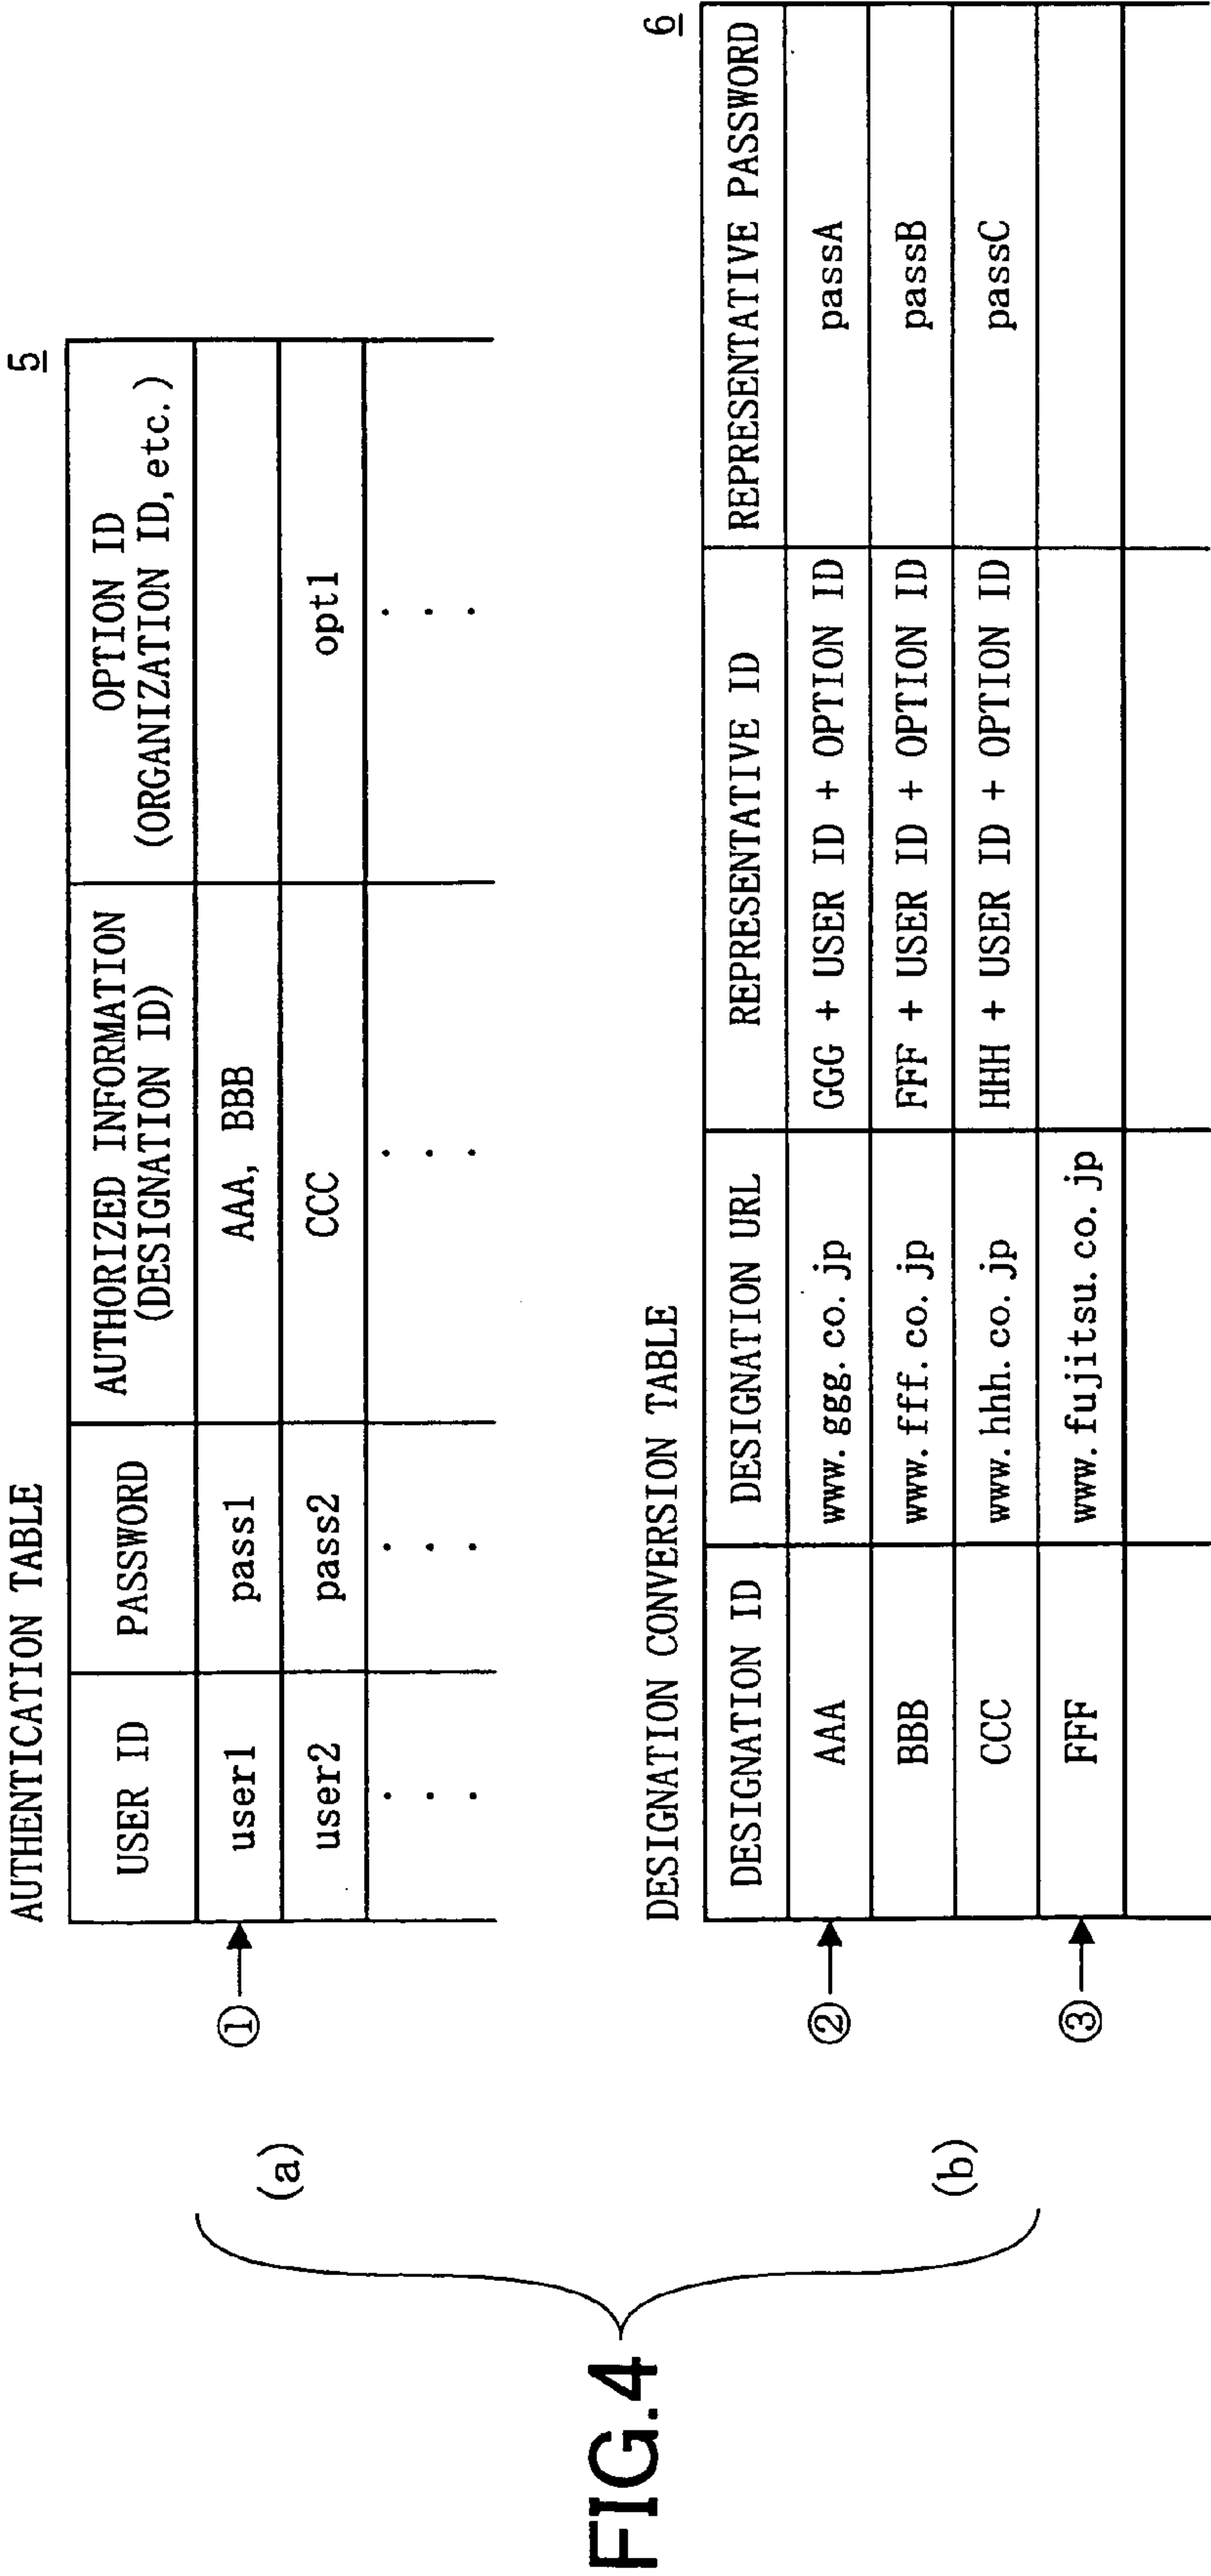 FIG.4
(a)
AUTHENTICATION TABLE
5
USER ID PASSWORD AUTHORIZED INFORMATION (DESIGNATION ID) OPTION ID (ORGANIZATION ID, etc.)
① user1 pass1 AAA, BBB
user2 pass2 CCC opt1
. . . .
. . . .
. . . .
(b)
DESIGNATION CONVERSION TABLE
6
DESIGNATION ID DESIGNATION URL REPRESENTATIVE ID REPRESENTATIVE PASSWORD
② AAA www.ggg.co.jp GGG + USER ID + OPTION ID passA
BBB www.fff.co.jp FFF + USER ID + OPTION ID passB
CCC www.hhh.co.jp HHH + USER ID + OPTION ID passC
③ FFF www.fujitsu.co.jp